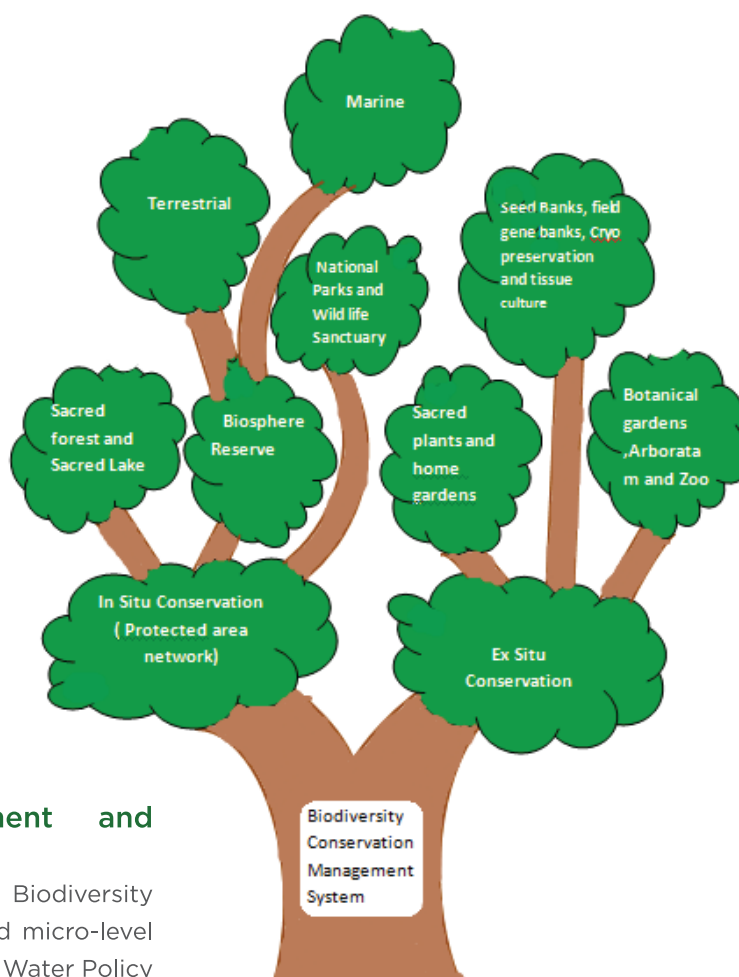 Marine
Terrestrial
Seed Banks, field
gene banks, Cryo
preservation
and tissue
culture
National
Parks and
Wild life
Sanctuary
Sacred
forest and
Sacred Lake
Biosphere
Reserve
Sacred
plants and
home
gardens
Botanical
gardens
,Arborata
m and Zoo
In Situ Conservation
( Protected area
network)
Ex Situ
Conservation
Biodiversity
Conservation
Management
System
and
Biodiversity
micro-level
Water Policy